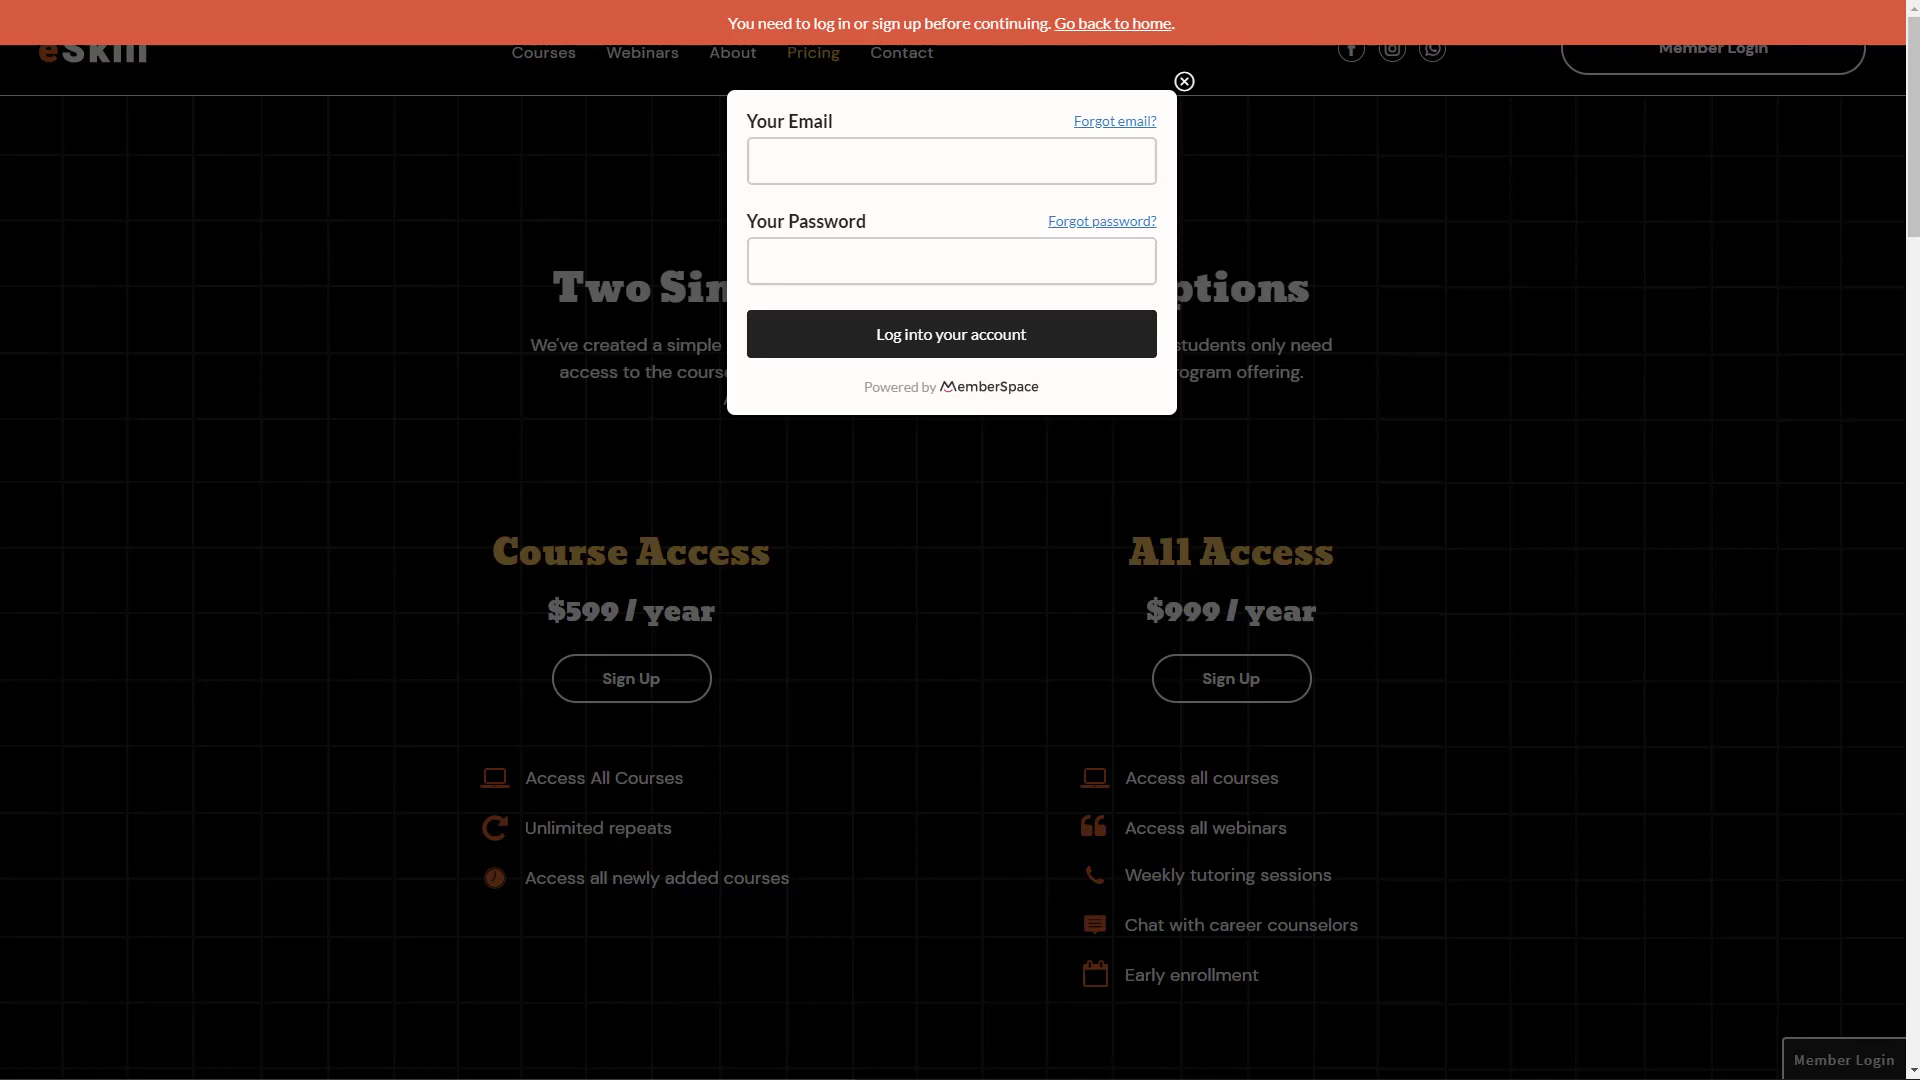 You need to log in or sign up before continuing. Go back to home.
eSkill
Courses Webinars About Pricing Contact
Member Login
Your Email Forgot email?
Your Password Forgot password?
Log into your account
Powered by MemberSpace
Two ptions
We've created a simple students only need
access to the rogram offering.
Course Access
$599 / year
Sign Up
Access All Courses
Unlimited repeats
Access all newly added courses
All Access
$999 / year
Sign Up
Access all courses
Access all webinars
Weekly tutoring sessions
Chat with career counselors
Early enrollment
Member Login